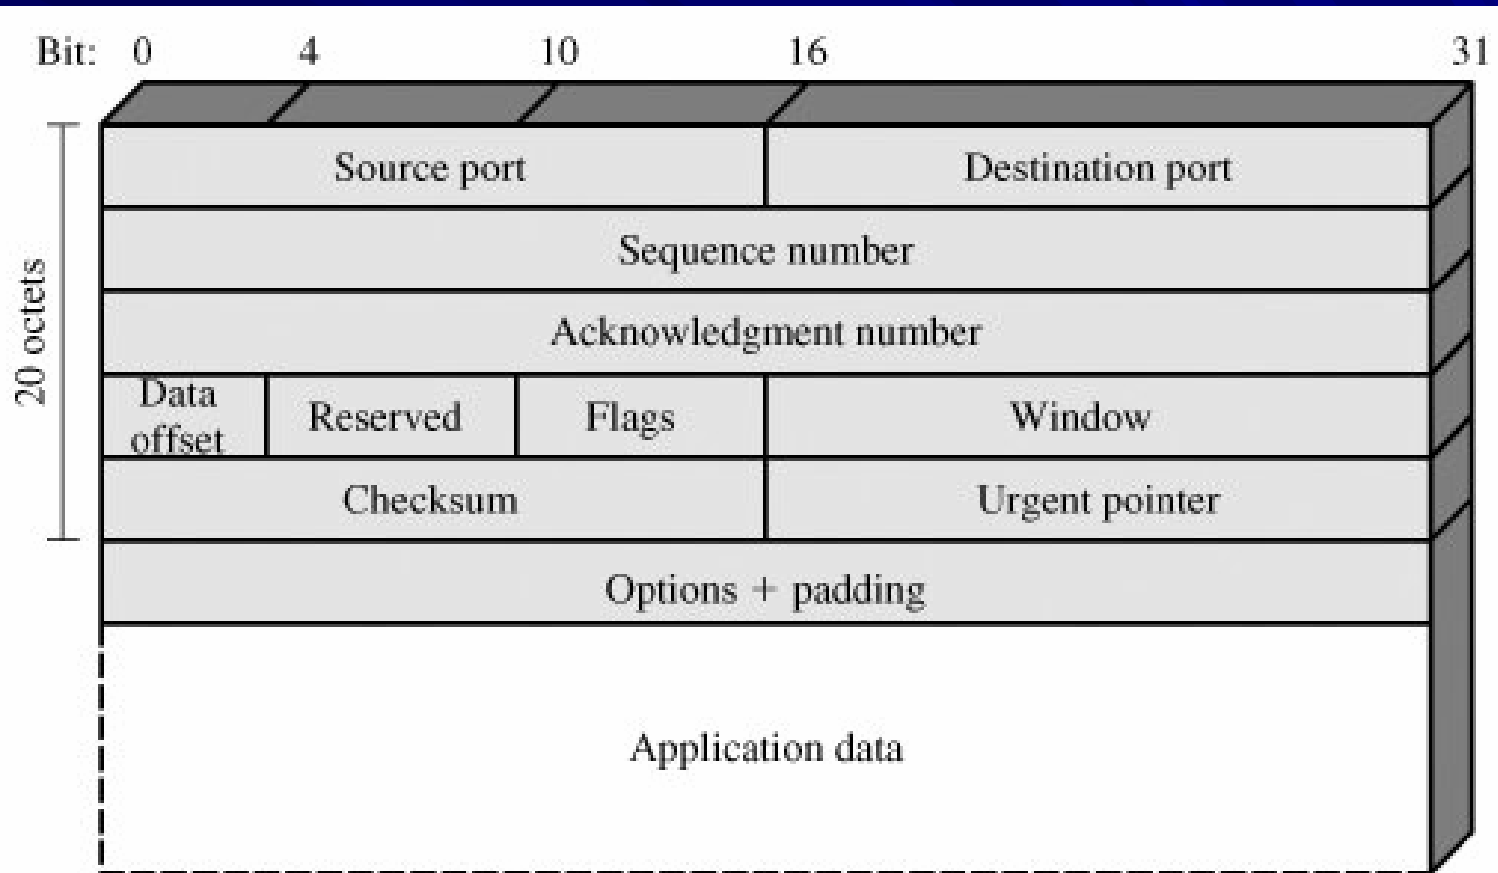 Bit: 0 4 10 16 31
20 octets
Source port Destination port
Sequence number
Acknowledgment number
Data
offset Reserved Flags Window
Checksum Urgent pointer
Options + padding
Application data